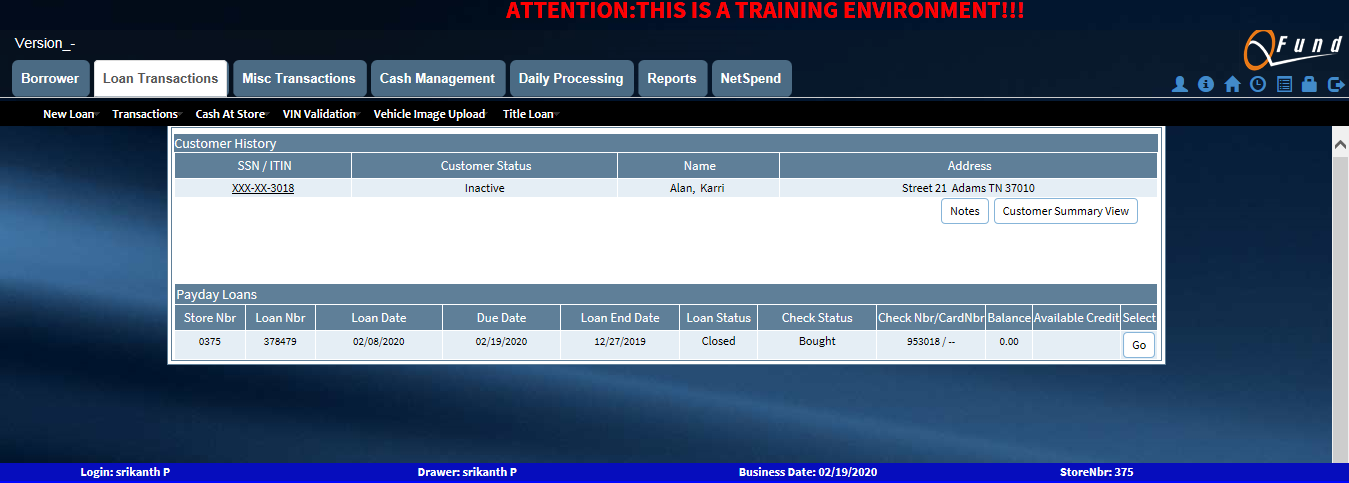 ATTENTION:THIS IS A TRAINING ENVIRONMENT!!!
Version_-
QFund
Borrower Loan Transactions Misc Transactions Cash Management Daily Processing Reports NetSpend
New Loan Transactions Cash At Store VIN Validation Vehicle Image Upload Title Loan
Customer History
SSN / ITIN Customer Status Name Address
XXX-XX-3018 Inactive Alan, Karri Street 21 Adams TN 37010
Notes Customer Summary View
Payday Loans
Store Nbr Loan Nbr Loan Date Due Date Loan End Date Loan Status Check Status Check Nbr/CardNbr Balance Available Credit Select
0375 378479 02/08/2020 02/19/2020 12/27/2019 Closed Bought 953018 / -- 0.00 Go
Login: srikanth P Drawer: srikanth P Business Date: 02/19/2020 StoreNbr: 375